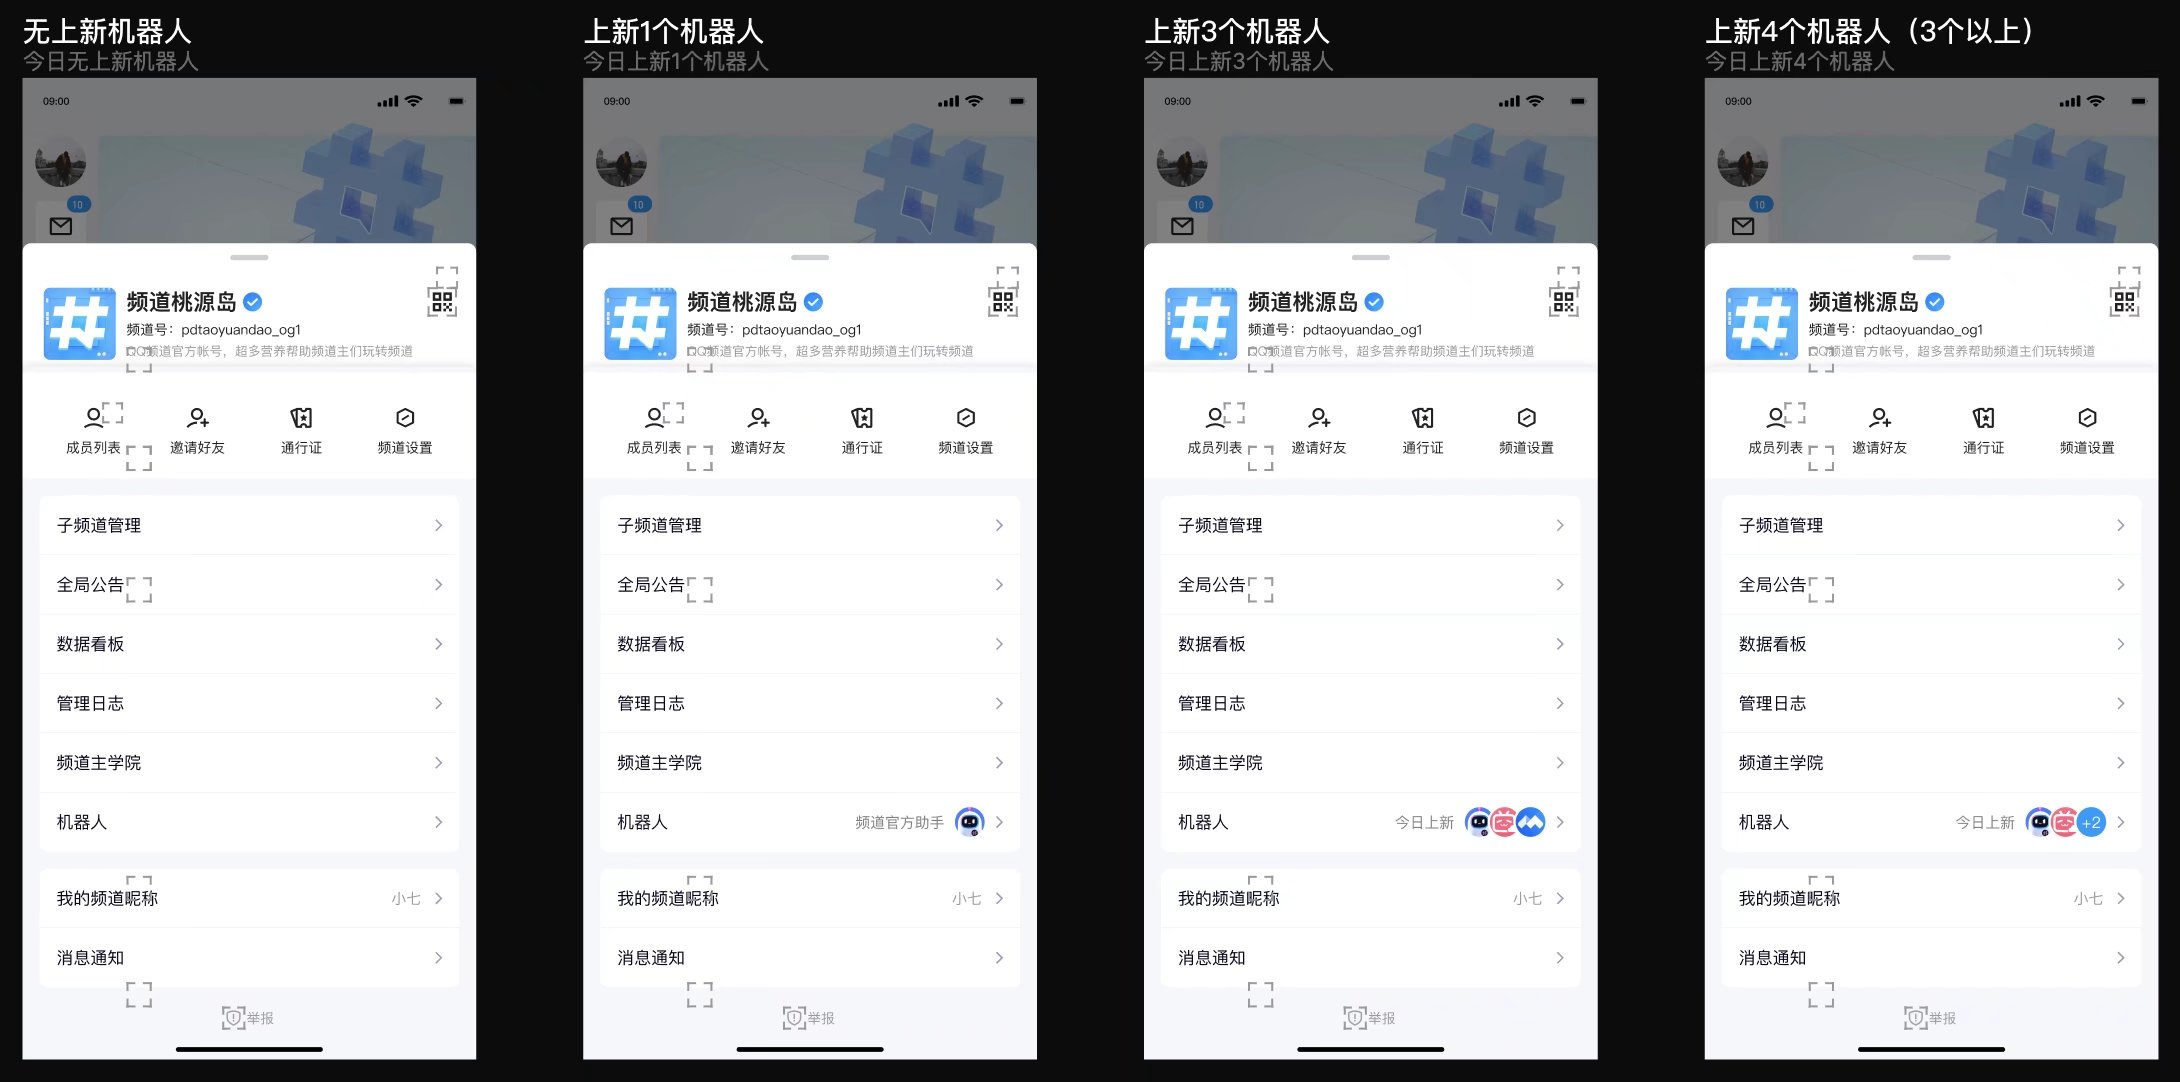 无上新机器人
今日无上新机器人
09:00
10
频道桃源岛
频道号：pdtaoyuandao_og1
QQ频道官方帐号，超多营养帮助频道主们玩转频道
成员列表 邀请好友 通行证 频道设置
子频道管理
全局公告
数据看板
管理日志
频道主学院
机器人
我的频道昵称 小七
消息通知
举报
上新1个机器人
今日上新1个机器人
09:00
10
频道桃源岛
频道号：pdtaoyuandao_og1
QQ频道官方帐号，超多营养帮助频道主们玩转频道
成员列表 邀请好友 通行证 频道设置
子频道管理
全局公告
数据看板
管理日志
频道主学院
机器人 频道官方助手
我的频道昵称 小七
消息通知
举报
上新3个机器人
今日上新3个机器人
09:00
10
频道桃源岛
频道号：pdtaoyuandao_og1
QQ频道官方帐号，超多营养帮助频道主们玩转频道
成员列表 邀请好友 通行证 频道设置
子频道管理
全局公告
数据看板
管理日志
频道主学院
机器人 今日上新
我的频道昵称 小七
消息通知
举报
上新4个机器人（3个以上）
今日上新4个机器人
09:00
10
频道桃源岛
频道号：pdtaoyuandao_og1
QQ频道官方帐号，超多营养帮助频道主们玩转频道
成员列表 邀请好友 通行证 频道设置
子频道管理
全局公告
数据看板
管理日志
频道主学院
机器人 今日上新 +2
我的频道昵称 小七
消息通知
举报